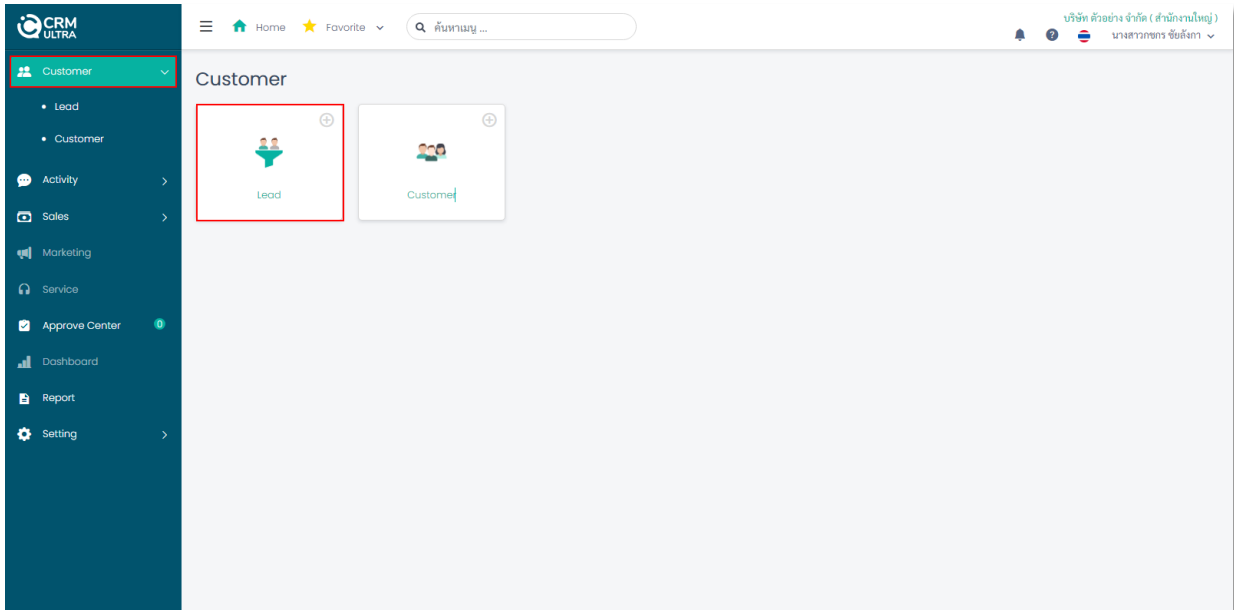 CRM
ULTRA
Home
Favorite
ค้นหาเมนู ...
บริษัท ตัวอย่าง จำกัด ( สำนักงานใหญ่ )
นางสาวกชกร ชัยลังกา
Customer
Lead
Customer
Activity
Sales
Marketing
Service
Approve Center 0
Dashboard
Report
Setting
Customer
Lead
Customer